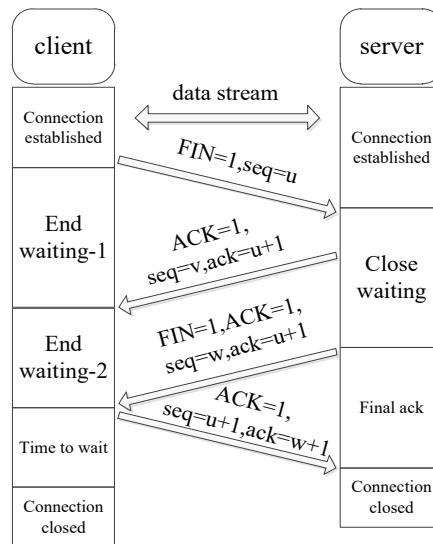 client
server
data stream
Connection
established
Connection
established
FIN=1,seq=u
End
waiting-1
ACK=1,
seq=v,ack=u+1
Close
waiting
End
waiting-2
FIN=1,ACK=1,
seq=w,ack=u+1
ACK=1,
seq=u+1,ack=w+1
Time to wait
Final ack
Connection
closed
Connection
closed